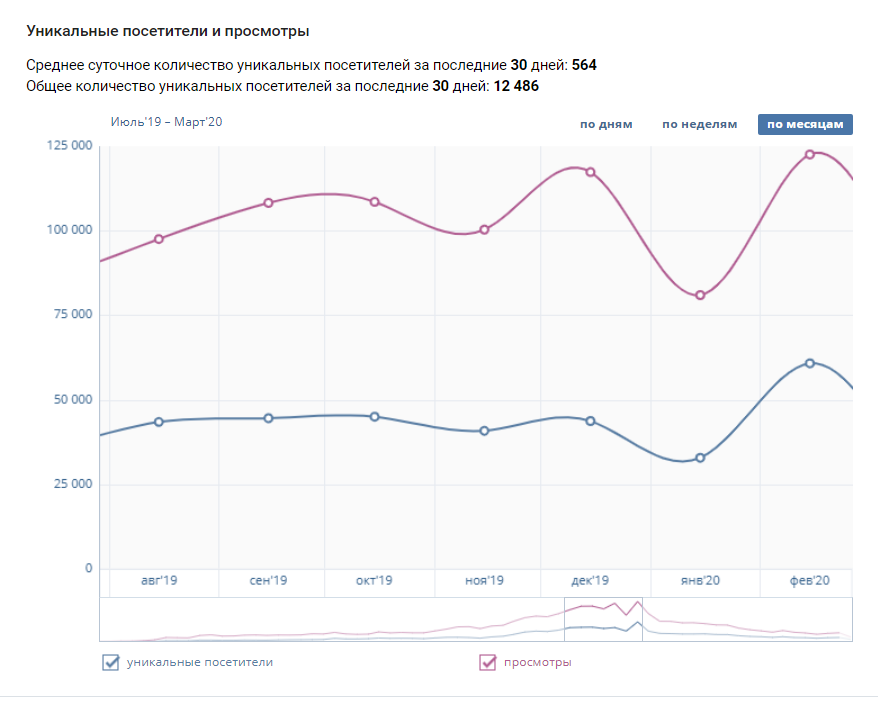 Уникальные посетители и просмотры
Среднее суточное количество уникальных посетителей за последние 30 дней: 564
Общее количество уникальных посетителей за последние 30 дней: 12 486
Июль'19 – Март'20
по дням по неделям по месяцам
125 000
100 000
75 000
50 000
25 000
0
авг'19 сен'19 окт'19 ноя'19 дек'19 янв'20 фев'20
уникальные посетители просмотры